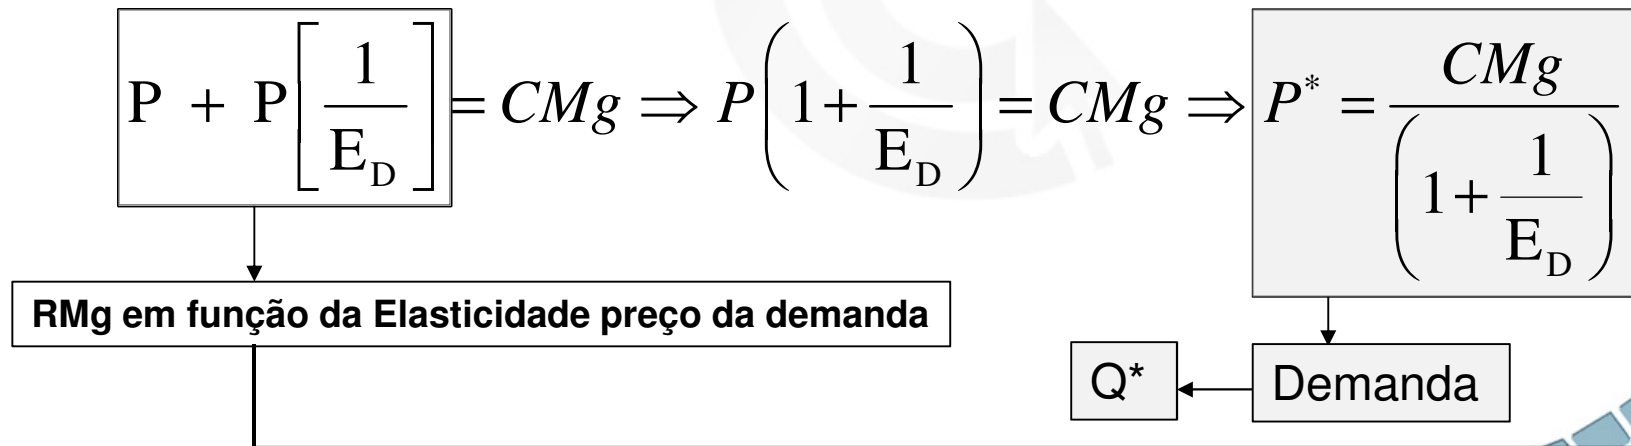 P + P[1/E_D] = CMg ⇒ P(1 + 1/E_D) = CMg ⇒ P* = CMg/(1 + 1/E_D)
RMg em função da Elasticidade preço da demanda
Q* Demanda